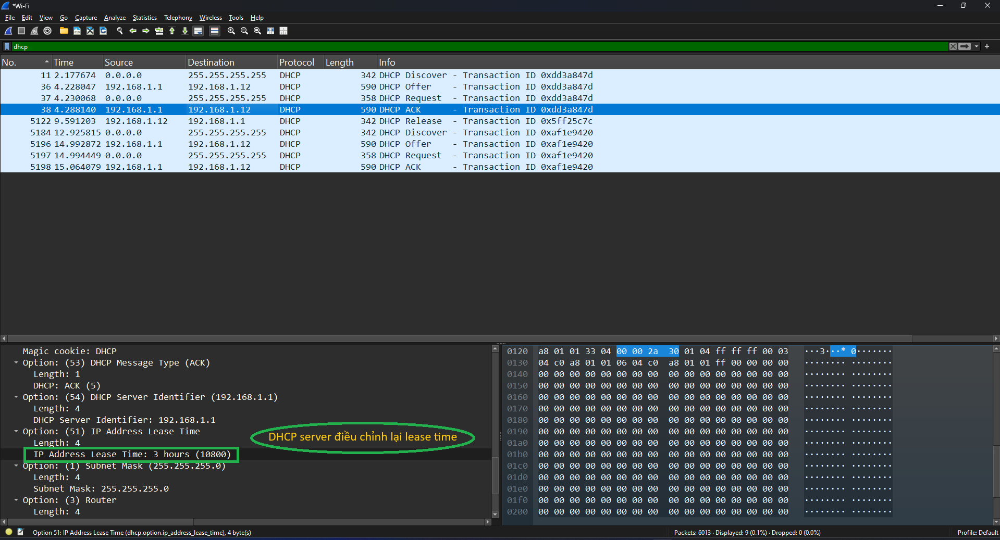 *Wi-Fi
File Edit View Go Capture Analyze Statistics Telephony Wireless Tools Help
dhcp
No. Time Source Destination Protocol Length Info
11 2.177674 0.0.0.0 255.255.255.255 DHCP 342 DHCP Discover - Transaction ID 0xdd3a847d
36 4.228047 192.168.1.1 192.168.1.12 DHCP 590 DHCP Offer - Transaction ID 0xdd3a847d
37 4.230068 0.0.0.0 255.255.255.255 DHCP 358 DHCP Request - Transaction ID 0xdd3a847d
38 4.288140 192.168.1.1 192.168.1.12 DHCP 590 DHCP ACK - Transaction ID 0xdd3a847d
5122 9.591203 192.168.1.12 192.168.1.1 DHCP 342 DHCP Release - Transaction ID 0x5ff25c7c
5184 12.925815 0.0.0.0 255.255.255.255 DHCP 342 DHCP Discover - Transaction ID 0xaf1e9420
5196 14.992872 192.168.1.1 192.168.1.12 DHCP 590 DHCP Offer - Transaction ID 0xaf1e9420
5197 14.994449 0.0.0.0 255.255.255.255 DHCP 358 DHCP Request - Transaction ID 0xaf1e9420
5198 15.064079 192.168.1.1 192.168.1.12 DHCP 590 DHCP ACK - Transaction ID 0xaf1e9420
Magic cookie: DHCP
Option: (53) DHCP Message Type (ACK)
Length: 1
DHCP: ACK (5)
Option: (54) DHCP Server Identifier (192.168.1.1)
Length: 4
DHCP Server Identifier: 192.168.1.1
Option: (51) IP Address Lease Time
Length: 4
IP Address Lease Time: 3 hours (10800)
Option: (1) Subnet Mask (255.255.255.0)
Length: 4
Subnet Mask: 255.255.255.0
Option: (3) Router
Length: 4
DHCP server điều chỉnh lại lease time
0120 a8 01 01 33 04 00 00 2a 30 01 04 ff ff ff 00 03 ···3···* 0·······
0130 04 c0 a8 01 01 06 04 c0 a8 01 01 ff 00 00 00 00 ········ ········
0140 00 00 00 00 00 00 00 00 00 00 00 00 00 00 00 00 ········ ········
0150 00 00 00 00 00 00 00 00 00 00 00 00 00 00 00 00 ········ ········
0160 00 00 00 00 00 00 00 00 00 00 00 00 00 00 00 00 ········ ········
0170 00 00 00 00 00 00 00 00 00 00 00 00 00 00 00 00 ········ ········
0180 00 00 00 00 00 00 00 00 00 00 00 00 00 00 00 00 ········ ········
0190 00 00 00 00 00 00 00 00 00 00 00 00 00 00 00 00 ········ ········
01a0 00 00 00 00 00 00 00 00 00 00 00 00 00 00 00 00 ········ ········
01b0 00 00 00 00 00 00 00 00 00 00 00 00 00 00 00 00 ········ ········
01c0 00 00 00 00 00 00 00 00 00 00 00 00 00 00 00 00 ········ ········
01d0 00 00 00 00 00 00 00 00 00 00 00 00 00 00 00 00 ········ ········
01e0 00 00 00 00 00 00 00 00 00 00 00 00 00 00 00 00 ········ ········
01f0 00 00 00 00 00 00 00 00 00 00 00 00 00 00 00 00 ········ ········
0200 00 00 00 00 00 00 00 00 00 00 00 00 00 00 00 00 ········ ········
Option 51: IP Address Lease Time (dhcp.option.ip_address_lease_time), 4 byte(s)
Packets: 6013 · Displayed: 9 (0.1%) · Dropped: 0 (0.0%)
Profile: Default